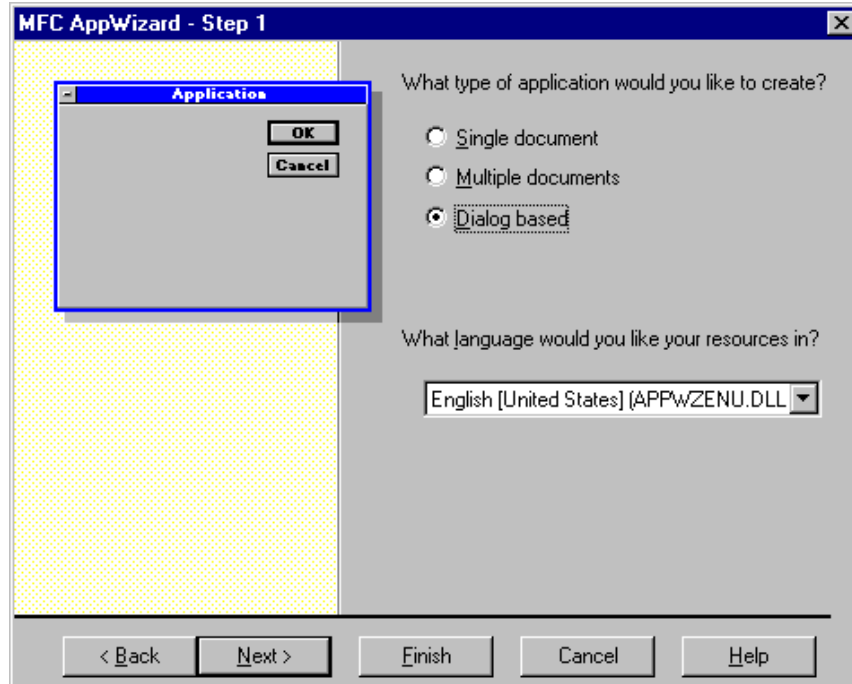 MFC AppWizard - Step 1
Application
OK
Cancel
What type of application would you like to create?
Single document
Multiple documents
Dialog based
What language would you like your resources in?
English [United States] (APPWZENU.DLL
< Back
Next >
Finish
Cancel
Help